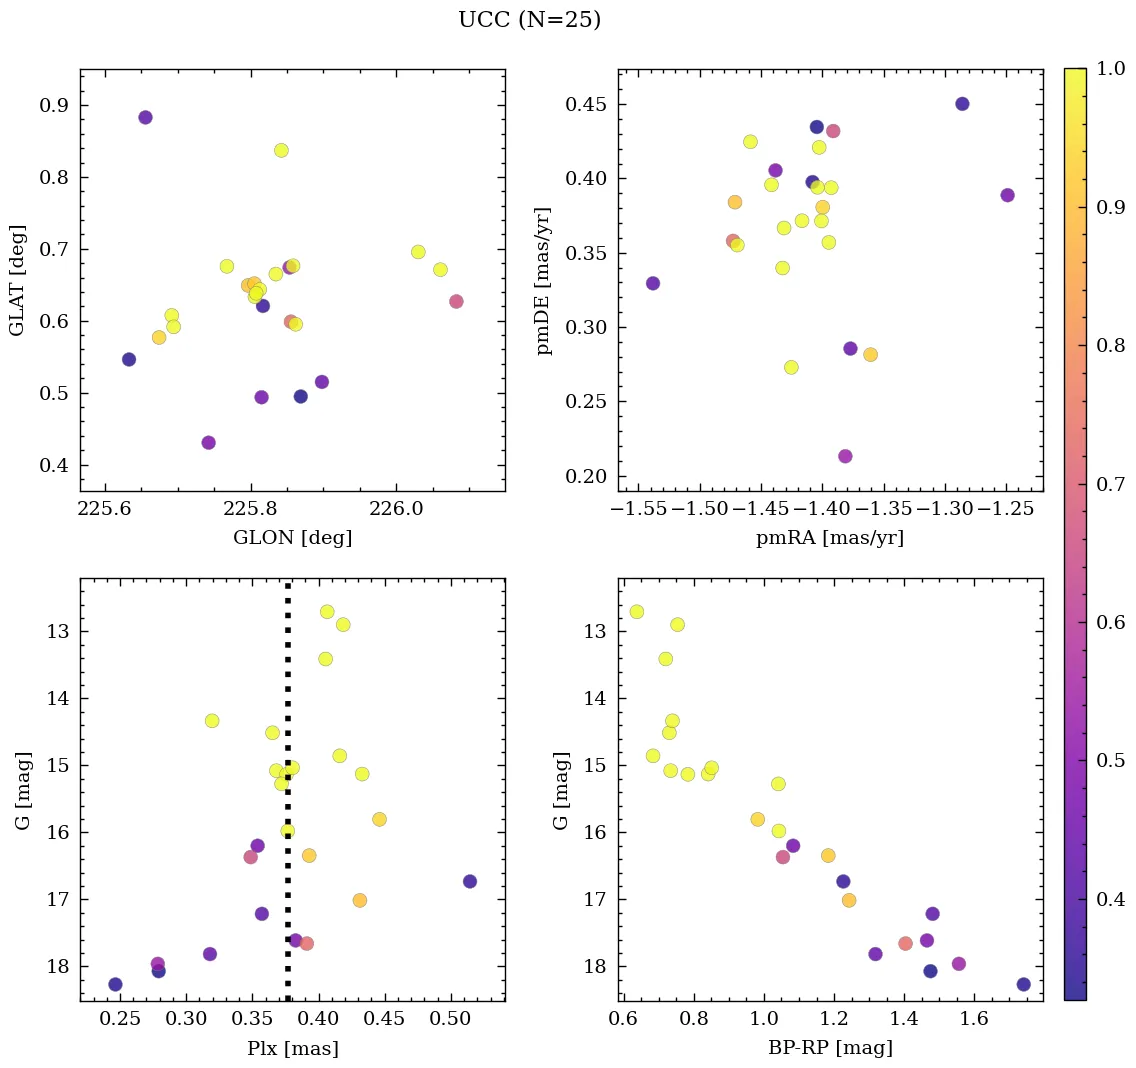 UCC (N=25)
0.9
0.8
0.7
0.6
0.5
0.4
GLAT [deg]
225.6 225.8 226.0
GLON [deg]
0.45
0.40
0.35
0.30
0.25
0.20
pmDE [mas/yr]
−1.55 −1.50 −1.45 −1.40 −1.35 −1.30 −1.25
pmRA [mas/yr]
13
14
15
16
17
18
G [mag]
0.25 0.30 0.35 0.40 0.45 0.50
Plx [mas]
13
14
15
16
17
18
G [mag]
0.6 0.8 1.0 1.2 1.4 1.6
BP-RP [mag]
1.0
0.9
0.8
0.7
0.6
0.5
0.4